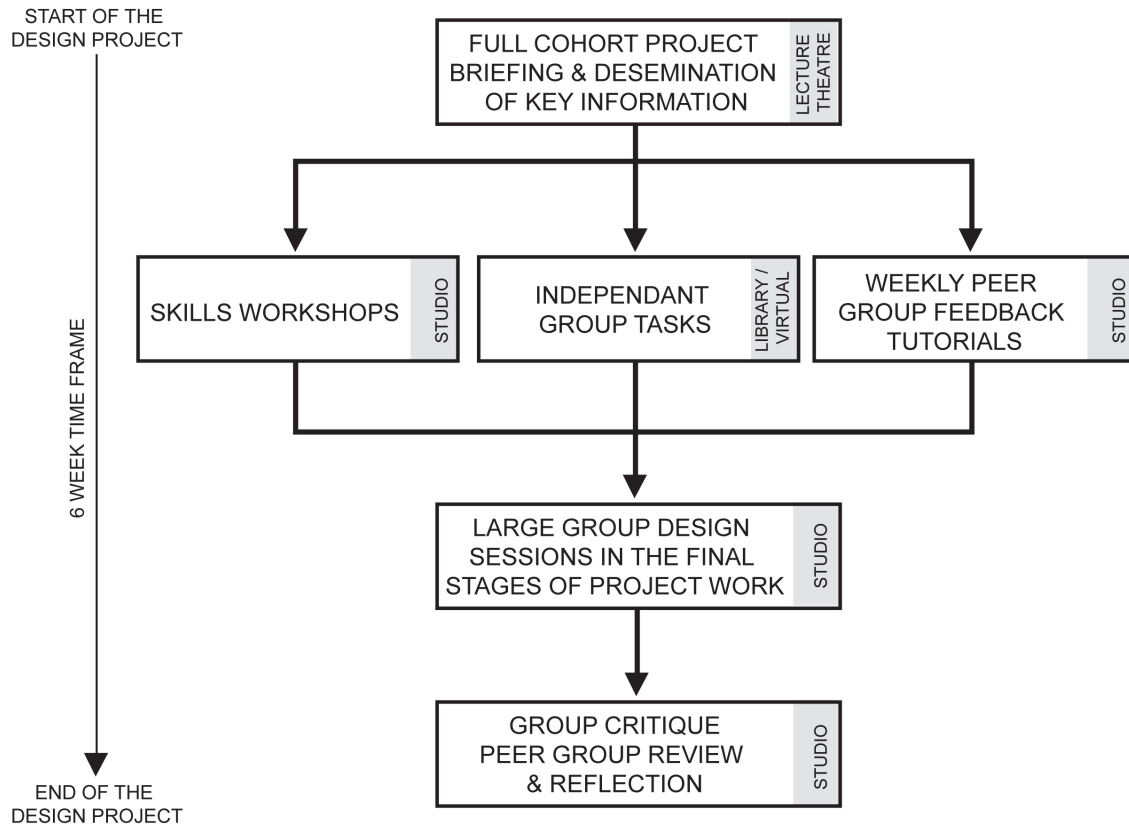 START OF THE
DESIGN PROJECT
6 WEEK TIME FRAME
END OF THE
DESIGN PROJECT
FULL COHORT PROJECT
BRIEFING & DESEMINATION
OF KEY INFORMATION
LECTURE
THEATRE
SKILLS WORKSHOPS
STUDIO
INDEPENDANT
GROUP TASKS
LIBRARY /
VIRTUAL
WEEKLY PEER
GROUP FEEDBACK
TUTORIALS
STUDIO
LARGE GROUP DESIGN
SESSIONS IN THE FINAL
STAGES OF PROJECT WORK
STUDIO
GROUP CRITIQUE
PEER GROUP REVIEW
& REFLECTION
STUDIO